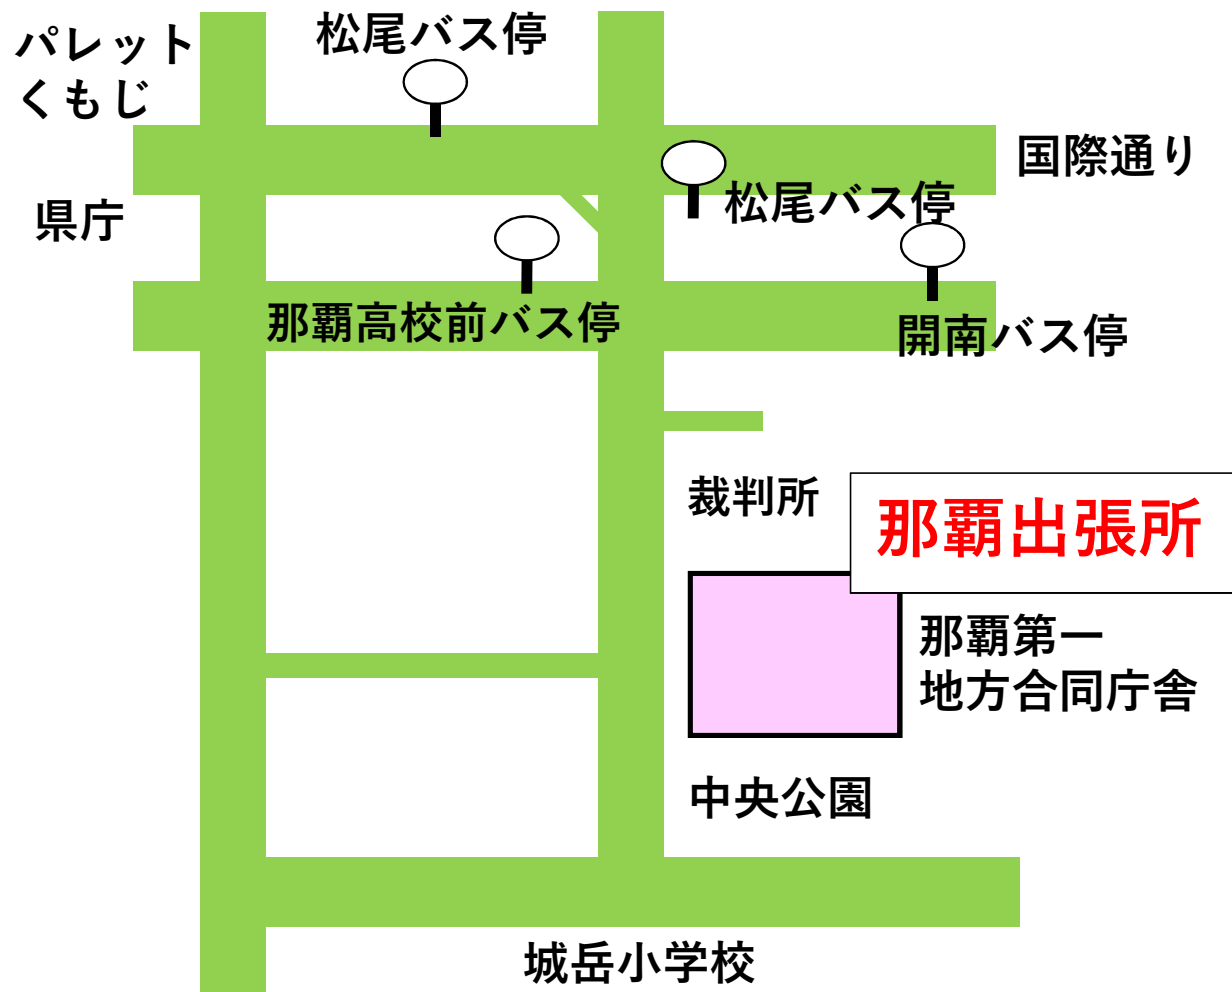 パレット
くもじ
松尾バス停
国際通り
県庁
松尾バス停
那覇高校前バス停
開南バス停
裁判所
那覇出張所
那覇第一
地方合同庁舎
中央公園
城岳小学校